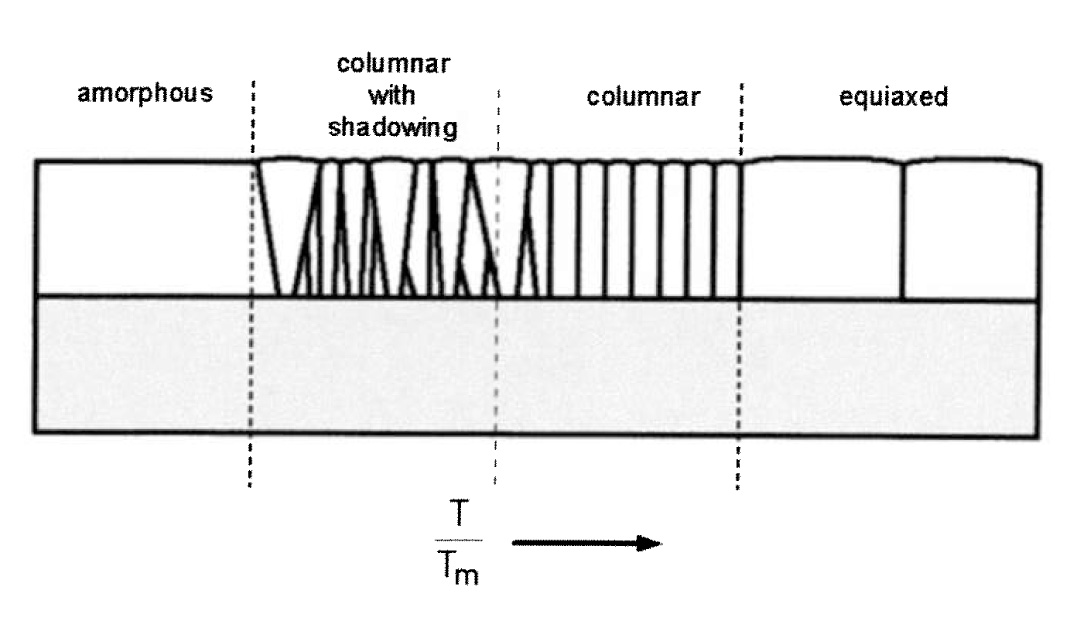 amorphous
columnar
with
shadowing
columnar
equiaxed
T
Tm